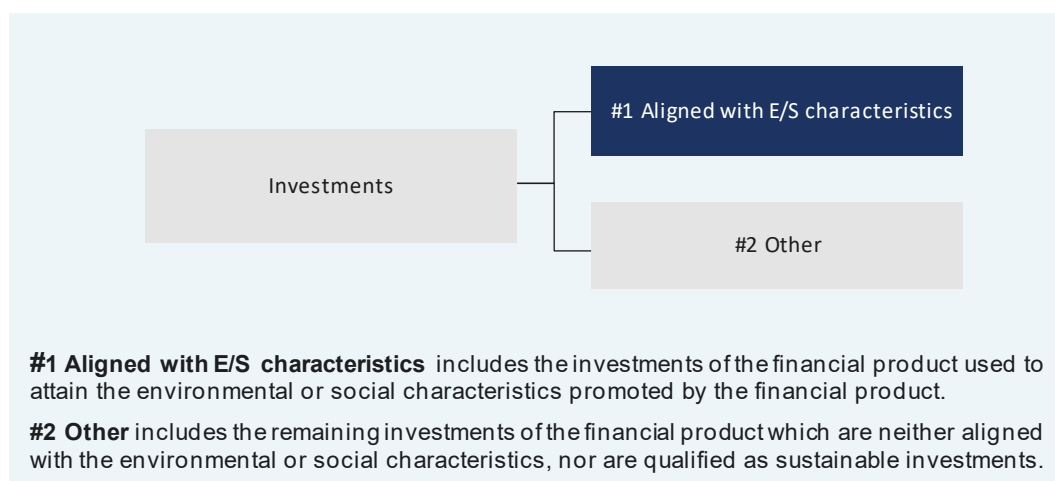 #1 Aligned with E/S characteristics
Investments
#2 Other
#1 Aligned with E/S characteristics includes the investments of the financial product used to
attain the environmental or social characteristics promoted by the financial product.
#2 Other includes the remaining investments of the financial product which are neither aligned
with the environmental or social characteristics, nor are qualified as sustainable investments.